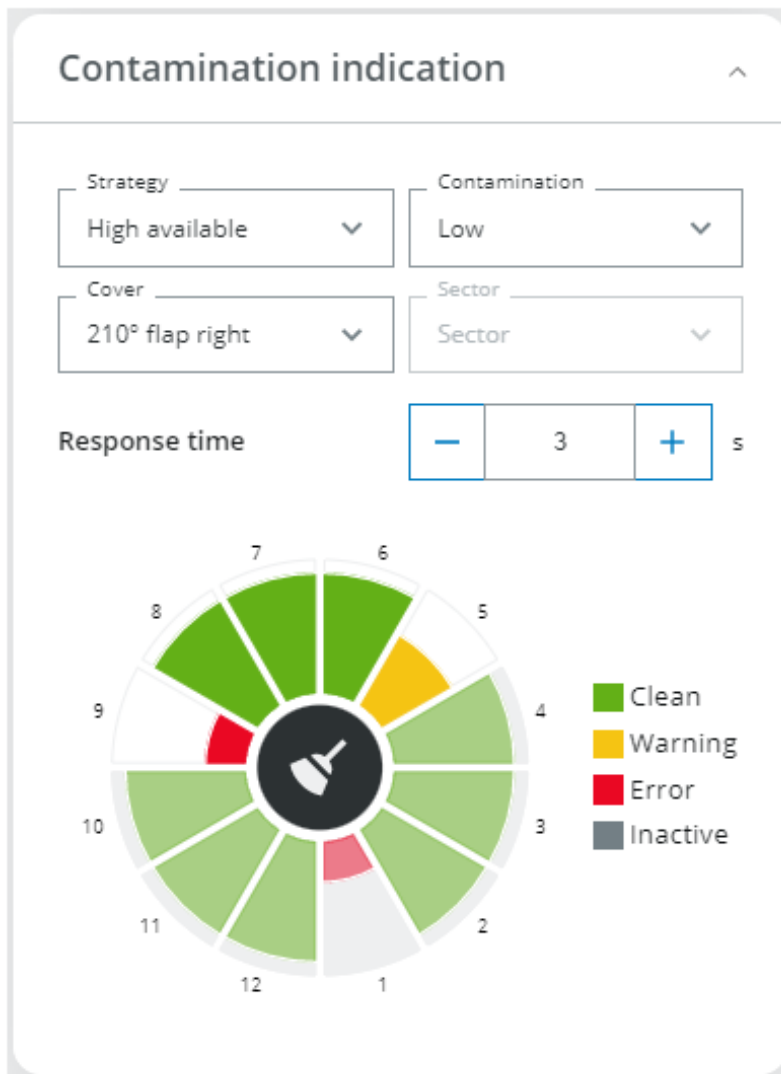 Contamination indication
Strategy
Contamination
High available
Low
Cover
Sector
210° flap right
Sector
Response time
3
s
7
6
8
5
9
4
10
3
11
2
12
1
Clean
Warning
Error
Inactive